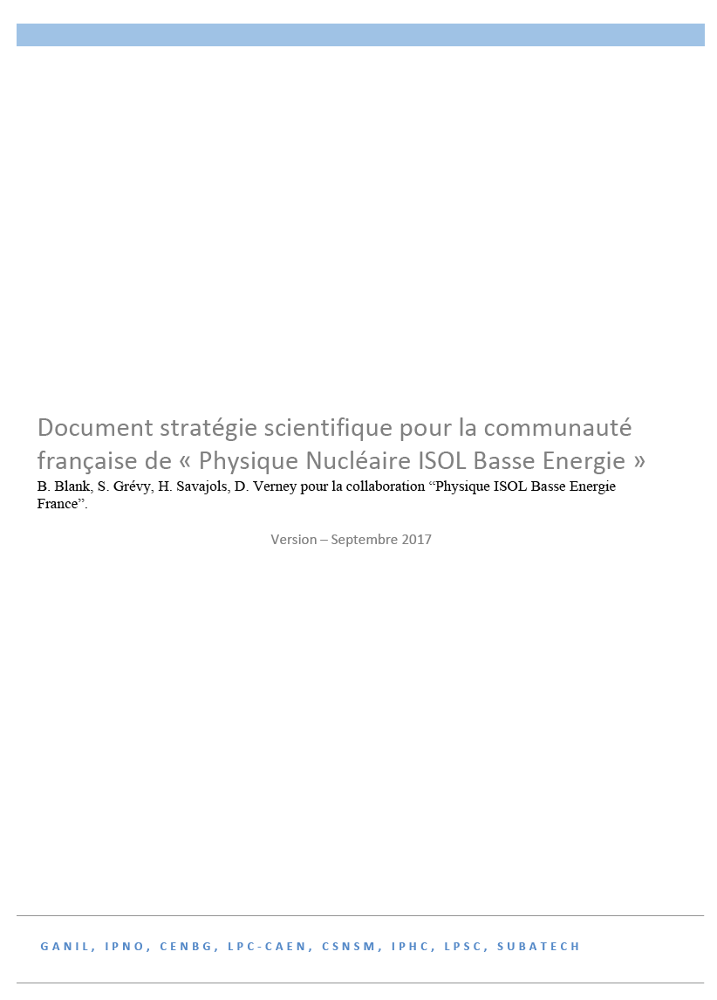 Document stratégie scientifique pour la communauté
française de « Physique Nucléaire ISOL Basse Energie »
B. Blank, S. Grévy, H. Savajols, D. Verney pour la collaboration “Physique ISOL Basse Energie
France”.
Version – Septembre 2017
GANIL, IPNO, CENBG, LPC-CAEN, CSNSM, IPHC, LPSC, SUBATECH